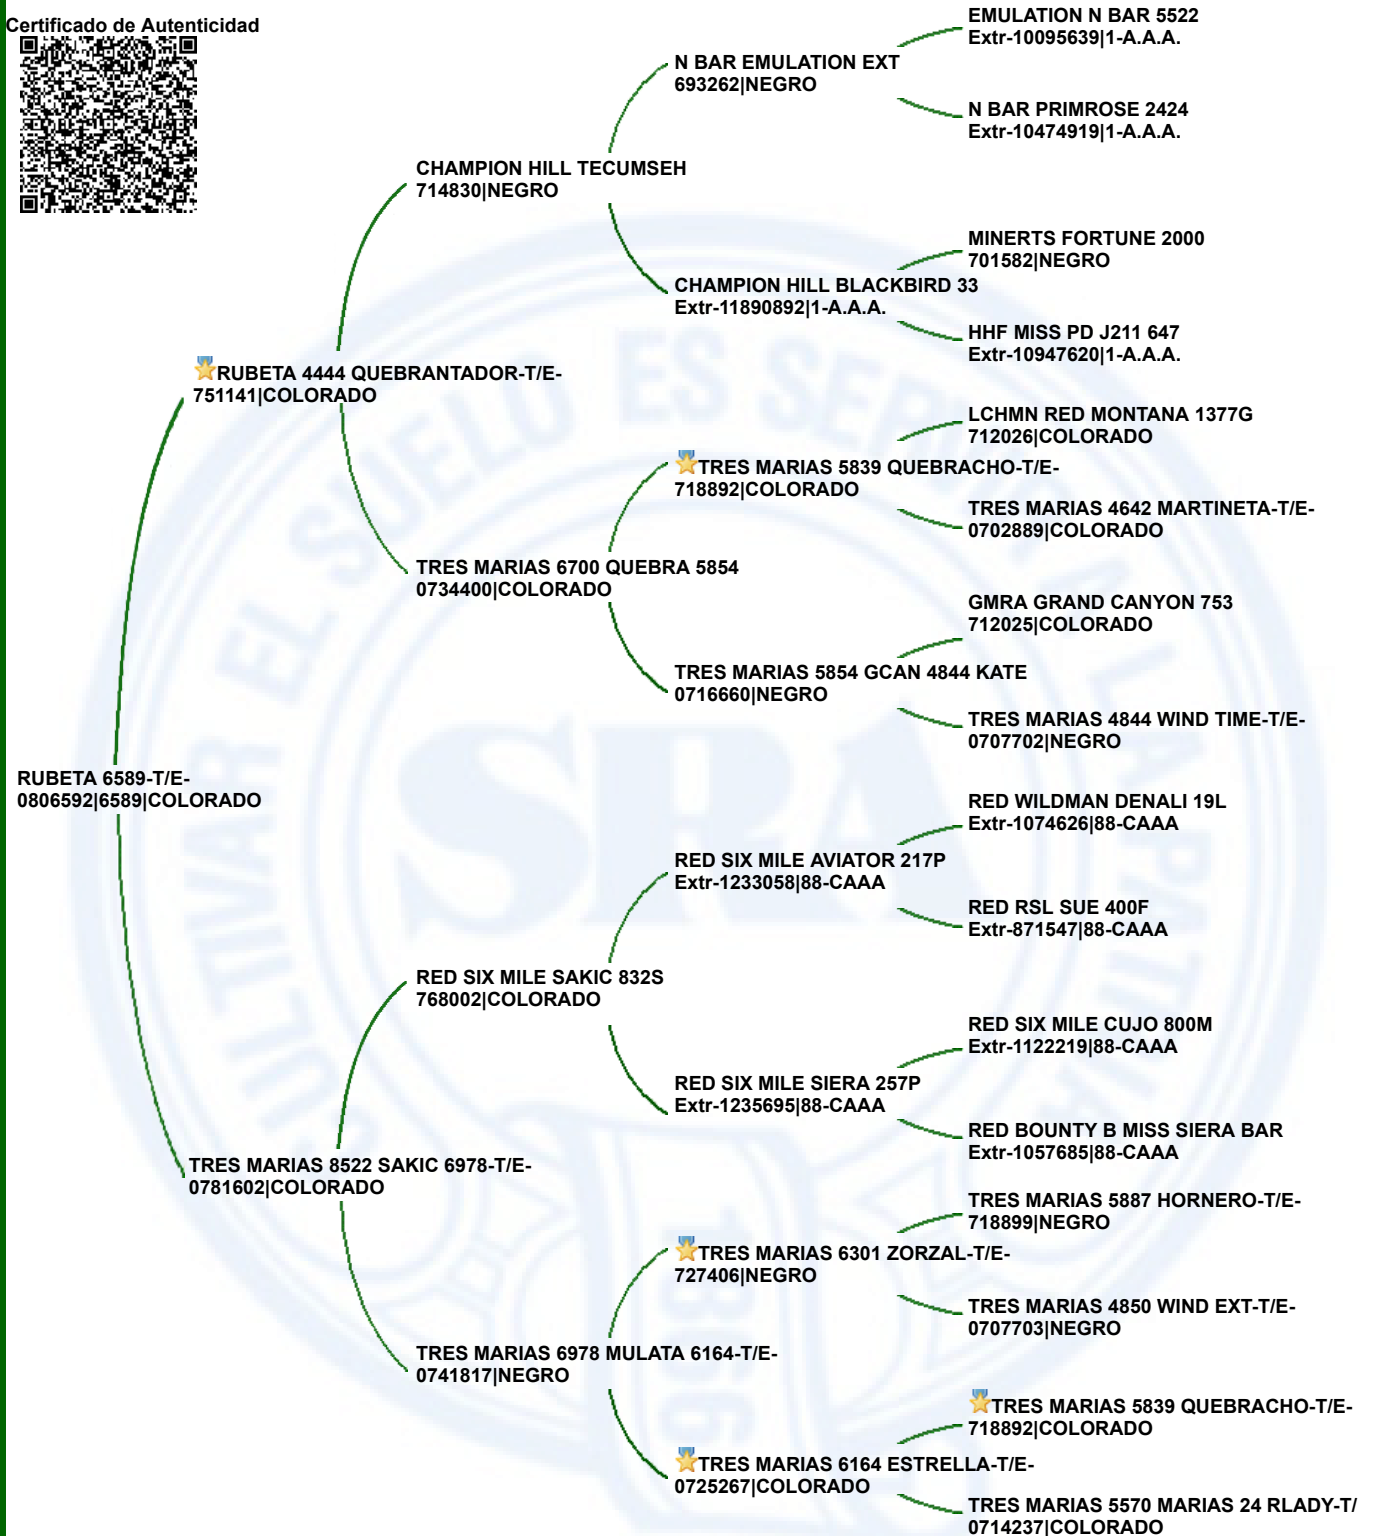 Certificado de Autenticidad
EMULATION N BAR 5522
Extr-10095639|1-A.A.A.
N BAR EMULATION EXT
693262|NEGRO
N BAR PRIMROSE 2424
Extr-10474919|1-A.A.A.
CHAMPION HILL TECUMSEH
714830|NEGRO
MINERTS FORTUNE 2000
701582|NEGRO
CHAMPION HILL BLACKBIRD 33
Extr-11890892|1-A.A.A.
HHF MISS PD J211 647
Extr-10947620|1-A.A.A.
RUBETA 4444 QUEBRANTADOR-T/E-
751141|COLORADO
LCHMN RED MONTANA 1377G
712026|COLORADO
TRES MARIAS 5839 QUEBRACHO-T/E-
718892|COLORADO
TRES MARIAS 4642 MARTINETA-T/E-
0702889|COLORADO
TRES MARIAS 6700 QUEBRA 5854
0734400|COLORADO
GMRA GRAND CANYON 753
712025|COLORADO
TRES MARIAS 5854 GCAN 4844 KATE
0716660|NEGRO
TRES MARIAS 4844 WIND TIME-T/E-
0707702|NEGRO
RUBETA 6589-T/E-
0806592|6589|COLORADO
RED WILDMAN DENALI 19L
Extr-1074626|88-CAAA
RED SIX MILE AVIATOR 217P
Extr-1233058|88-CAAA
RED RSL SUE 400F
Extr-871547|88-CAAA
RED SIX MILE SAKIC 832S
768002|COLORADO
RED SIX MILE CUJO 800M
Extr-1122219|88-CAAA
RED SIX MILE SIERA 257P
Extr-1235695|88-CAAA
RED BOUNTY B MISS SIERA BAR
Extr-1057685|88-CAAA
TRES MARIAS 8522 SAKIC 6978-T/E-
0781602|COLORADO
TRES MARIAS 5887 HORNERO-T/E-
718899|NEGRO
TRES MARIAS 6301 ZORZAL-T/E-
727406|NEGRO
TRES MARIAS 4850 WIND EXT-T/E-
0707703|NEGRO
TRES MARIAS 6978 MULATA 6164-T/E-
0741817|NEGRO
TRES MARIAS 5839 QUEBRACHO-T/E-
718892|COLORADO
TRES MARIAS 6164 ESTRELLA-T/E-
0725267|COLORADO
TRES MARIAS 5570 MARIAS 24 RLADY-T/
0714237|COLORADO
CULTIVAR EL SUELO ES SERVIR A LA PATRIA
SRA
1866